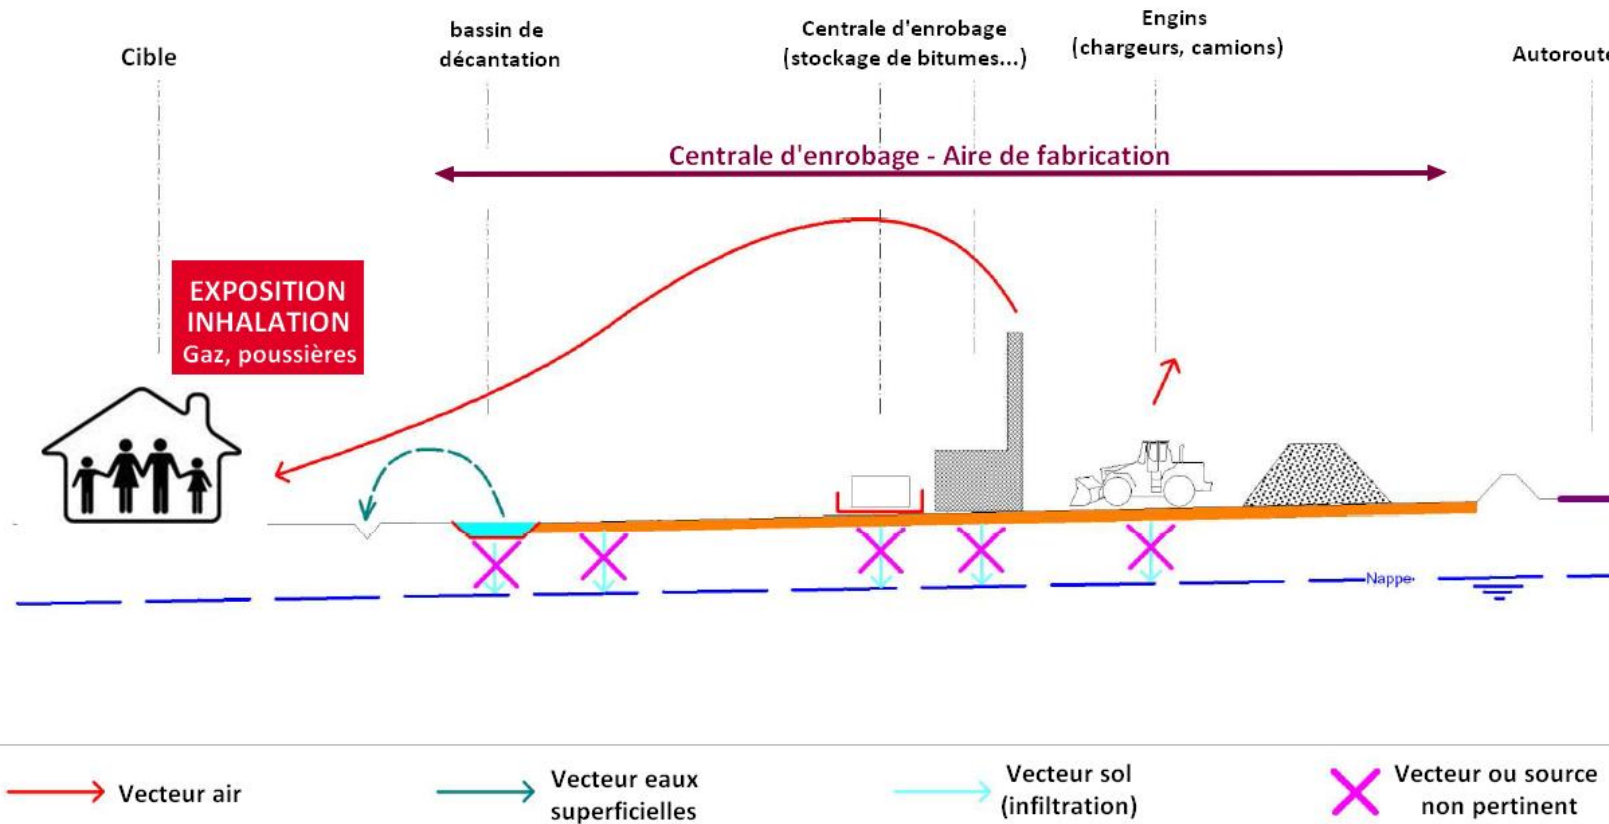 Cible
bassin de
décantation
Centrale d'enrobage
(stockage de bitumes...)
Engins
(chargeurs, camions)
Autoroute
Centrale d'enrobage - Aire de fabrication
EXPOSITION
INHALATION
Gaz, poussières
Nappe
Vecteur air
Vecteur eaux
superficielles
Vecteur sol
(infiltration)
Vecteur ou source
non pertinent